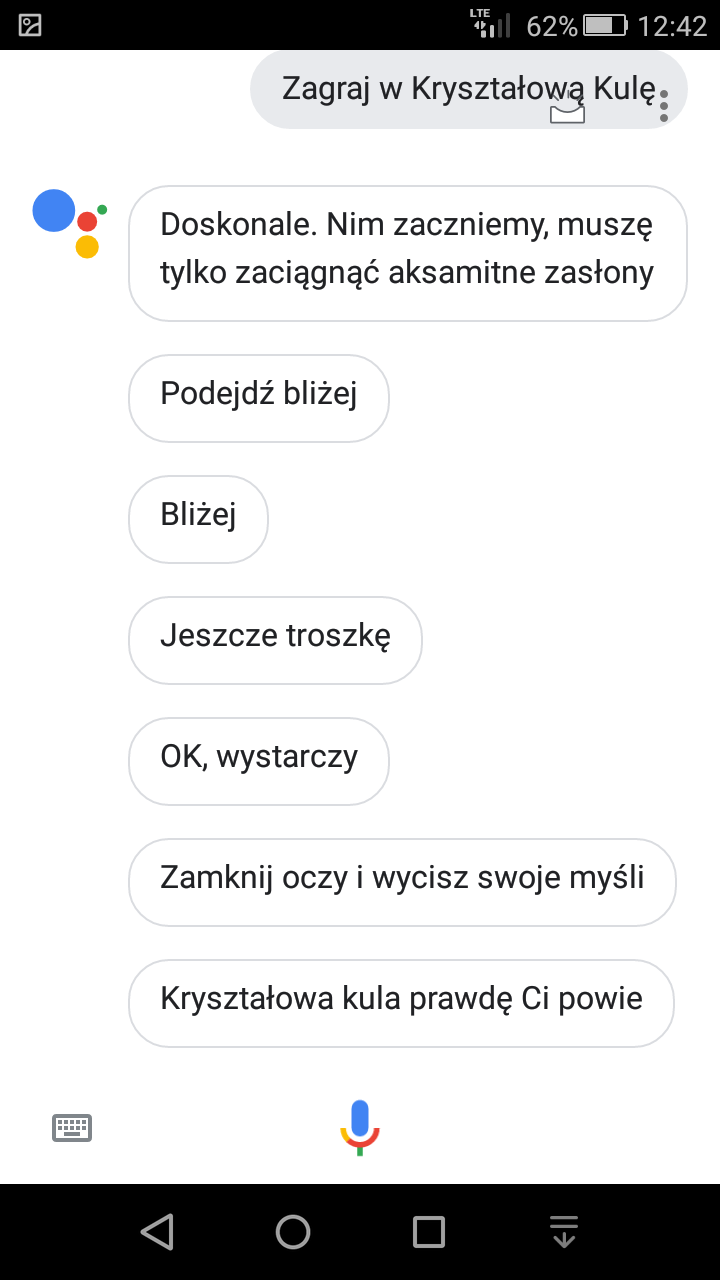 LTE
62% 12:42
Zagraj w Kryształową Kulę
Doskonale. Nim zaczniemy, muszę
tylko zaciągnąć aksamitne zasłony
Podejdź bliżej
Bliżej
Jeszcze troszkę
OK, wystarczy
Zamknij oczy i wycisz swoje myśli
Kryształowa kula prawdę Ci powie